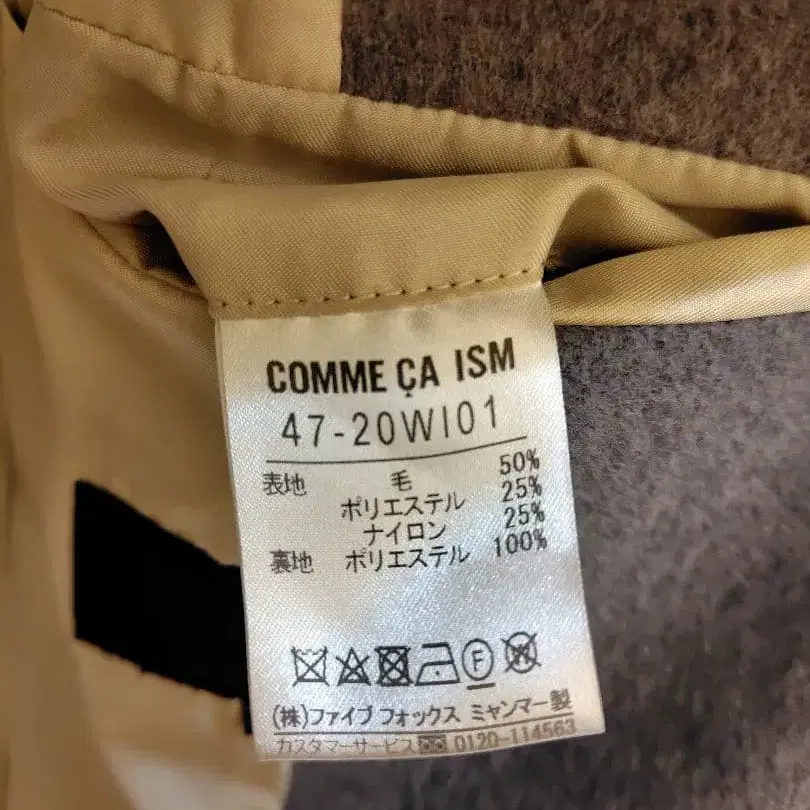 COMME ÇA ISM
47-20WI01
表地 毛 50%
ポリエステル 25%
ナイロン 25%
裏地 ポリエステル 100%
F
(株)ファイブ フォックス ミャンマー製
カスタマーサービス 0120-114563